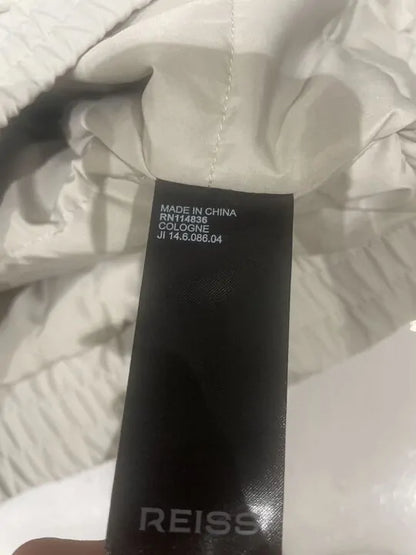 MADE IN CHINA
RN114836
COLOGNE
JI 14.6.086.04
REISS